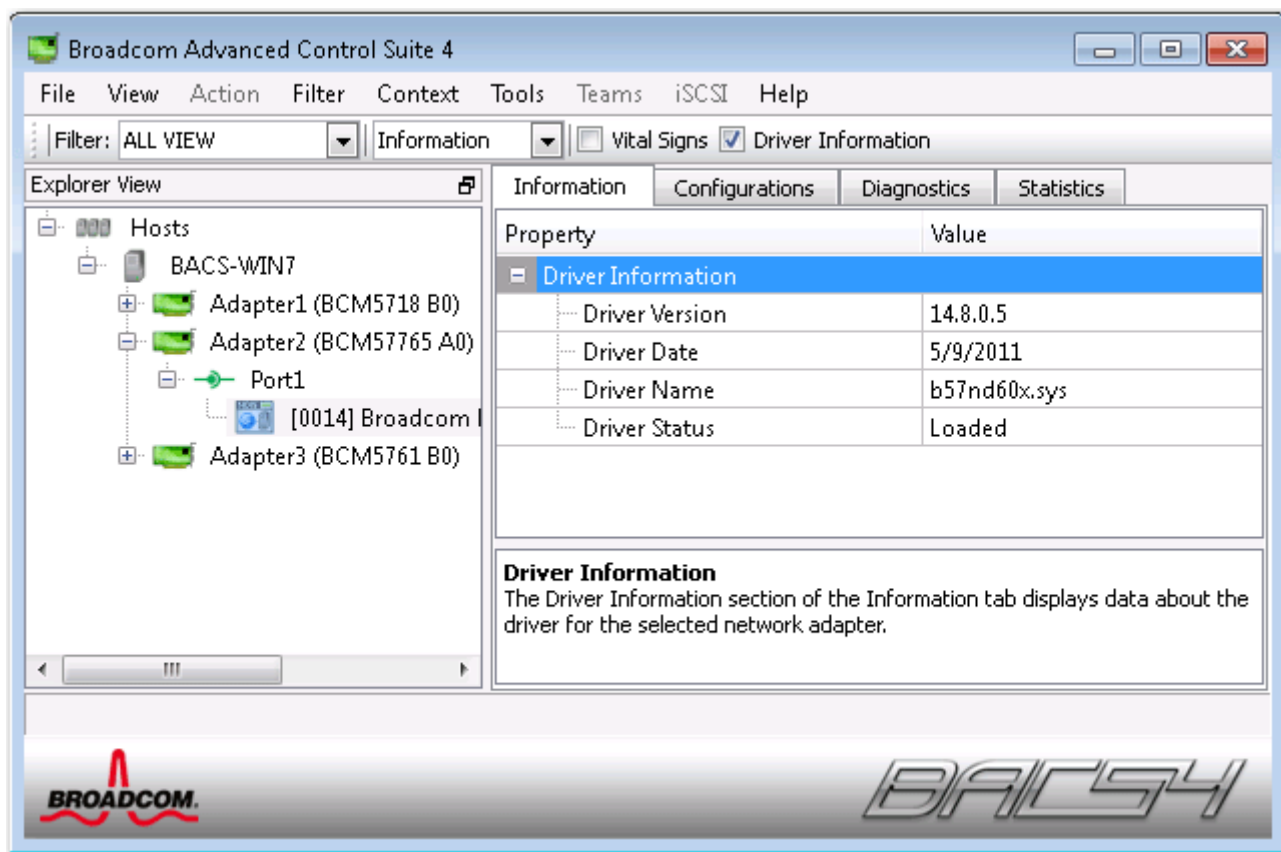 Broadcom Advanced Control Suite 4
File View Action Filter Context Tools Teams iSCSI Help
Filter: ALL VIEW Information Vital Signs Driver Information
Explorer View
Hosts
BACS-WIN7
Adapter1 (BCM5718 B0)
Adapter2 (BCM57765 A0)
Port1
[0014] Broadcom
Adapter3 (BCM5761 B0)
Information Configurations Diagnostics Statistics
Property Value
Driver Information
Driver Version 14.8.0.5
Driver Date 5/9/2011
Driver Name b57nd60x.sys
Driver Status Loaded
Driver Information
The Driver Information section of the Information tab displays data about the
driver for the selected network adapter.
BROADCOM.
BACS4